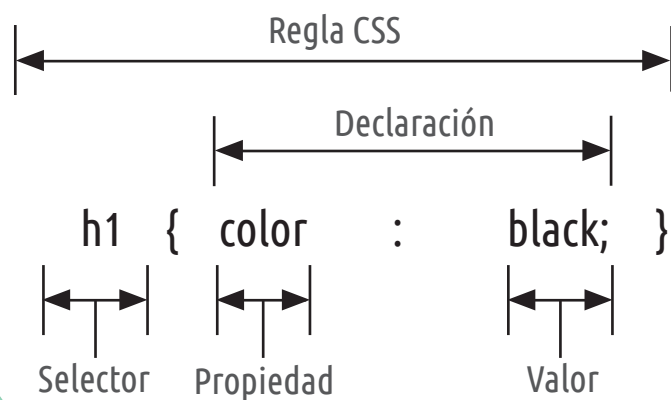 Regla CSS
Declaración
h1 { color : black; }
Selector Propiedad Valor